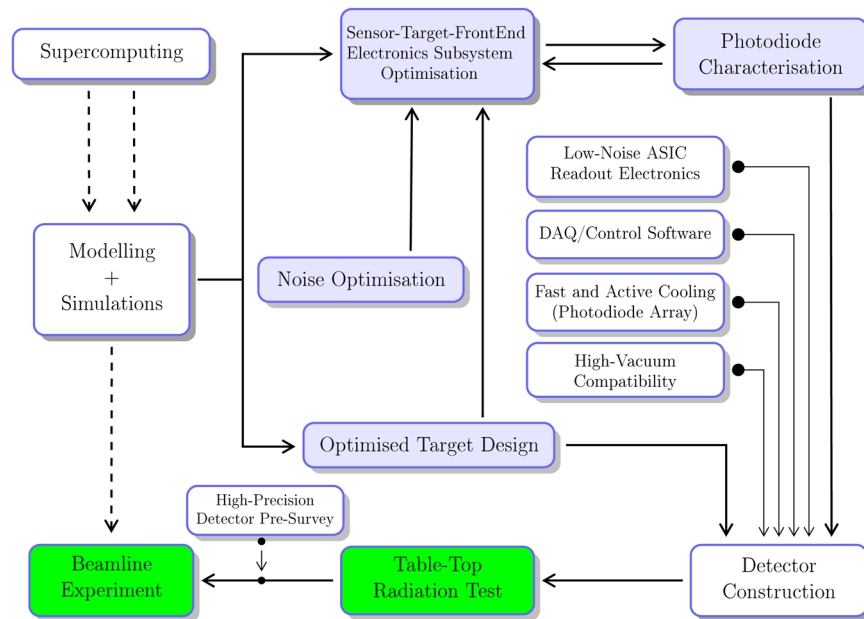 Supercomputing
Sensor-Target-FrontEnd
Electronics Subsystem
Optimisation
Photodiode
Characterisation
Low-Noise ASIC
Readout Electronics
DAQ/Control Software
Modelling
+
Simulations
Noise Optimisation
Fast and Active Cooling
(Photodiode Array)
High-Vacuum
Compatibility
Optimised Target Design
High-Precision
Detector Pre-Survey
Beamline
Experiment
Table-Top
Radiation Test
Detector
Construction